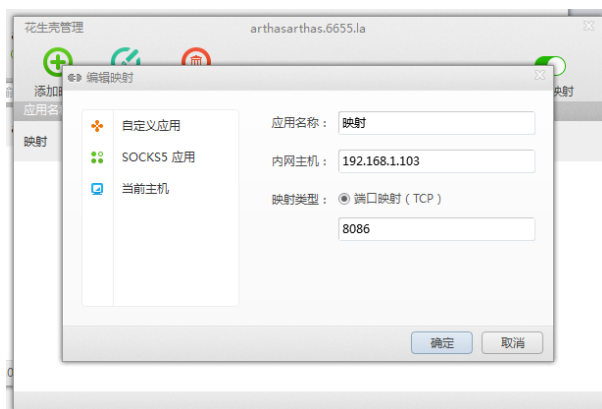 花生壳管理
arthasarthas.6655.la
添加
映射
应用名
映射
编辑映射
自定义应用
SOCKS5 应用
当前主机
应用名称：
映射
内网主机：
192.168.1.103
映射类型：
端口映射（TCP）
8086
确定
取消